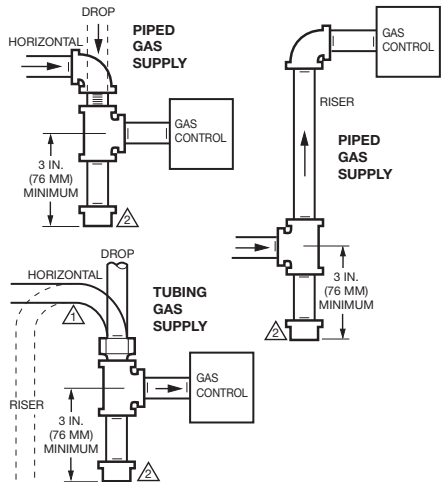 DROP
HORIZONTAL
PIPED
GAS
SUPPLY
GAS
CONTROL
3 IN.
(76 MM)
MINIMUM
2
GAS
CONTROL
RISER
PIPED
GAS
SUPPLY
3 IN.
(76 MM)
MINIMUM
2
DROP
HORIZONTAL
TUBING
GAS
SUPPLY
1
GAS
CONTROL
RISER
3 IN.
(76 MM)
MINIMUM
2